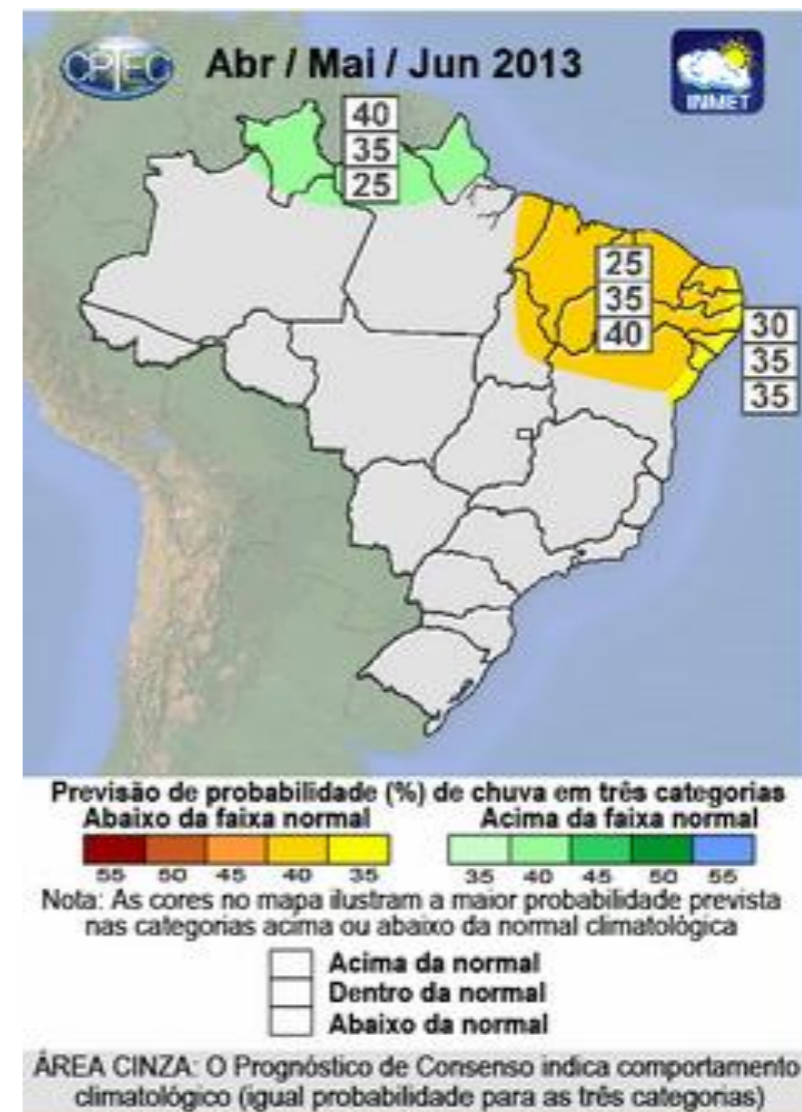 CPTEC
Abr / Mai / Jun 2013
INMET
40
35
25
25
35
40
30
35
35
Previsão de probabilidade (%) de chuva em três categorias
Abaixo da faixa normal Acima da faixa normal
55 50 45 40 35 35 40 45 50 55
Nota: As cores no mapa ilustram a maior probabilidade prevista
nas categorias acima ou abaixo da normal climatológica
Acima da normal
Dentro da normal
Abaixo da normal
ÁREA CINZA: O Prognóstico de Consenso indica comportamento
climatológico (igual probabilidade para as três categorias)